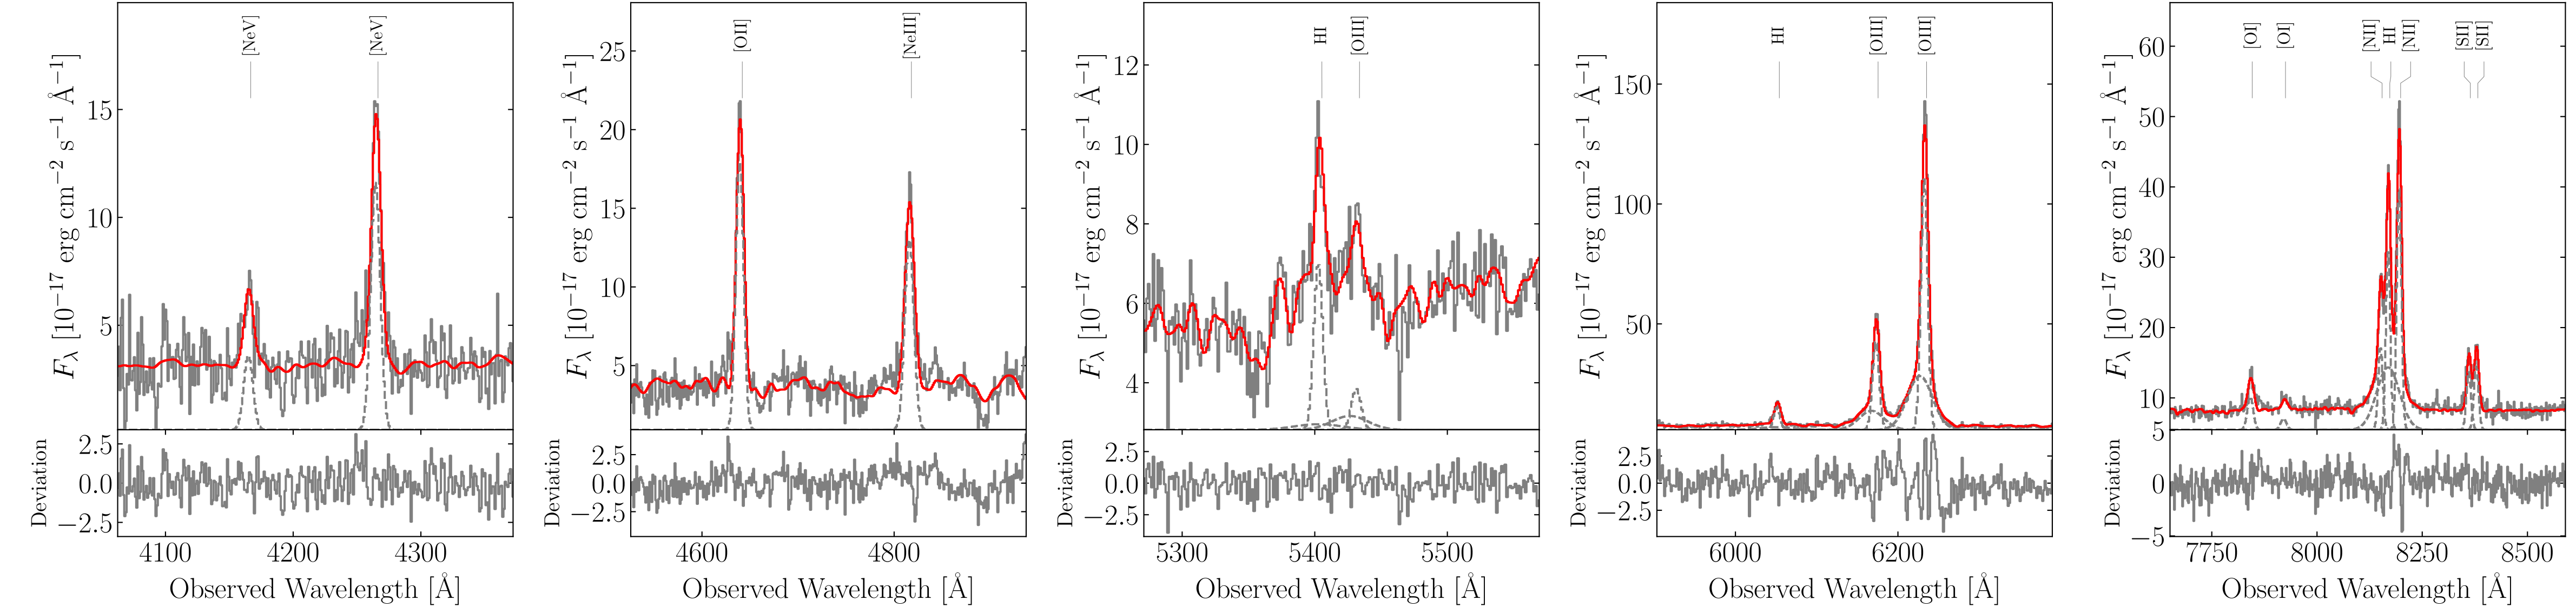 [NeV]
[NeV]
15
10
5
F_λ [10⁻¹⁷ erg cm⁻² s⁻¹ Å⁻¹]
2.5
0.0
−2.5
Deviation
4100
4200
4300
Observed Wavelength [Å]
[OII]
[NeIII]
25
20
15
10
5
F_λ [10⁻¹⁷ erg cm⁻² s⁻¹ Å⁻¹]
2.5
0.0
−2.5
Deviation
4600
4800
Observed Wavelength [Å]
HI
[OIII]
12
10
8
6
4
F_λ [10⁻¹⁷ erg cm⁻² s⁻¹ Å⁻¹]
2.5
0.0
−2.5
Deviation
5300
5400
5500
Observed Wavelength [Å]
HI
[OIII]
[OIII]
150
100
50
F_λ [10⁻¹⁷ erg cm⁻² s⁻¹ Å⁻¹]
2.5
0.0
−2.5
Deviation
6000
6200
Observed Wavelength [Å]
[OI]
[OI]
[NII]
HI
[NII]
[SII]
[SII]
60
50
40
30
20
10
F_λ [10⁻¹⁷ erg cm⁻² s⁻¹ Å⁻¹]
5
5
0
−5
Deviation
7750
8000
8250
8500
Observed Wavelength [Å]